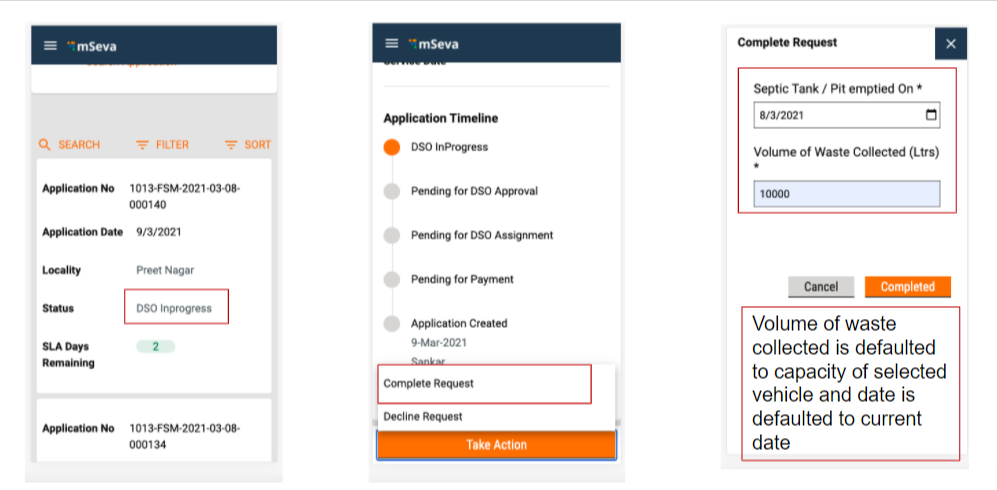 mSeva
Search Application
SEARCH
FILTER
SORT
Application No 1013-FSM-2021-03-08-
000140
Application Date 9/3/2021
Locality Preet Nagar
Status DSO Inprogress
SLA Days 2
Remaining
Application No 1013-FSM-2021-03-08-
000134
mSeva
Service Date
Application Timeline
DSO InProgress
Pending for DSO Approval
Pending for DSO Assignment
Pending for Payment
Application Created
9-Mar-2021
Sankar
Complete Request
Decline Request
Take Action
Complete Request
Septic Tank / Pit emptied On *
8/3/2021
Volume of Waste Collected (Ltrs)
*
10000
Cancel
Completed
Volume of waste
collected is defaulted
to capacity of selected
vehicle and date is
defaulted to current
date